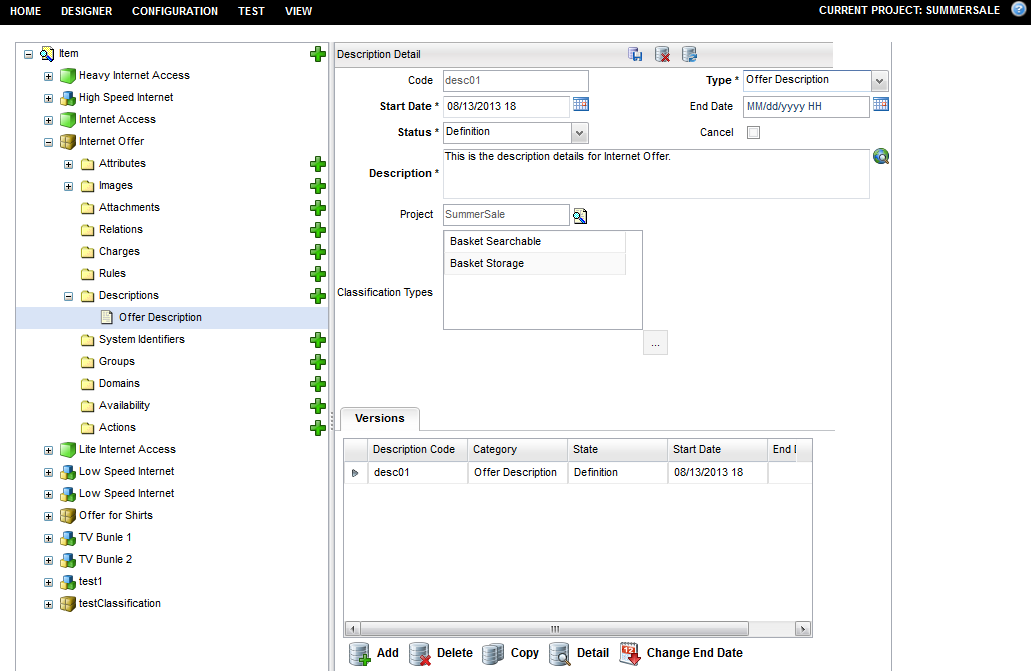 HOME DESIGNER CONFIGURATION TEST VIEW CURRENT PROJECT: SUMMERSALE ?
Item
Heavy Internet Access
High Speed Internet
Internet Access
Internet Offer
Attributes
Images
Attachments
Relations
Charges
Rules
Descriptions
Offer Description
System Identifiers
Groups
Domains
Availability
Actions
Lite Internet Access
Low Speed Internet
Low Speed Internet
Offer for Shirts
TV Bunle 1
TV Bunle 2
test1
testClassification
Description Detail
Code desc01 Type * Offer Description
Start Date * 08/13/2013 18 End Date MM/dd/yyyy HH
Status * Definition Cancel
Description * This is the description details for Internet Offer.
Project SummerSale
Classification Types
Basket Searchable
Basket Storage
...
Versions
Description Code Category State Start Date End
desc01 Offer Description Definition 08/13/2013 18
Add Delete Copy Detail Change End Date